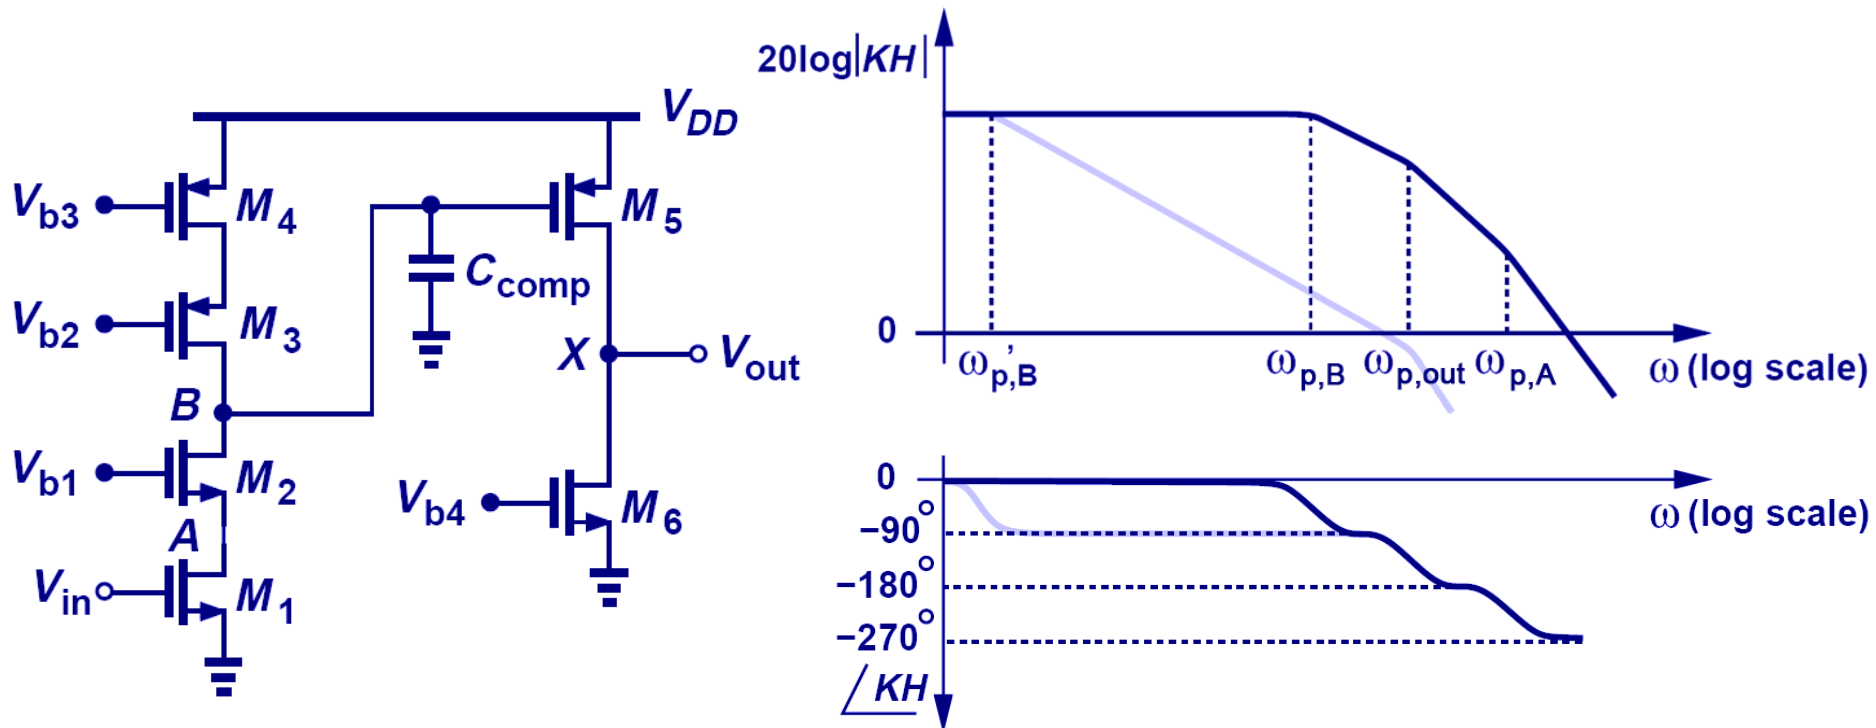 V_DD
V_b3
M_4
M_5
C_comp
V_b2
M_3
X
V_out
B
V_b1
M_2
V_b4
M_6
A
V_in
M_1
20log|KH|
0
ω'_p,B
ω_p,B
ω_p,out
ω_p,A
ω (log scale)
0
ω (log scale)
−90°
−180°
−270°
∠KH